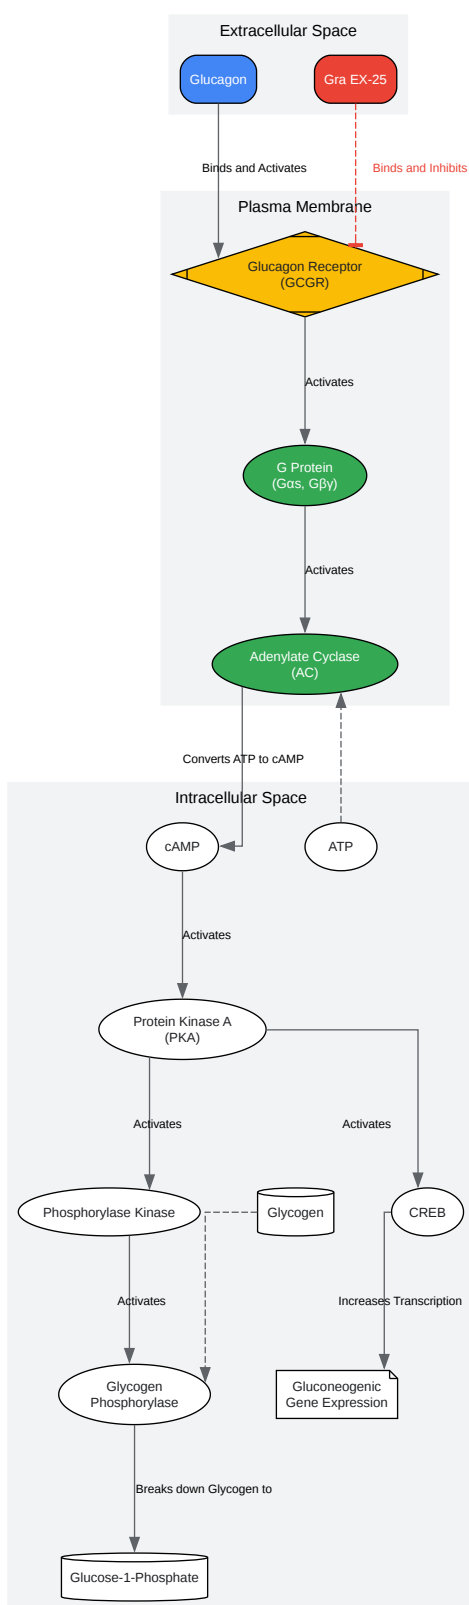 Extracellular Space
Glucagon
Gra EX-25
Binds and Activates
Binds and Inhibits
Plasma Membrane
Glucagon Receptor
(GCGR)
Activates
G Protein
(Gαs, Gβγ)
Activates
Adenylate Cyclase
(AC)
Converts ATP to cAMP
Intracellular Space
cAMP
ATP
Activates
Protein Kinase A
(PKA)
Activates
Activates
Phosphorylase Kinase
Glycogen
CREB
Activates
Increases Transcription
Glycogen
Phosphorylase
Gluconeogenic
Gene Expression
Breaks down Glycogen to
Glucose-1-Phosphate